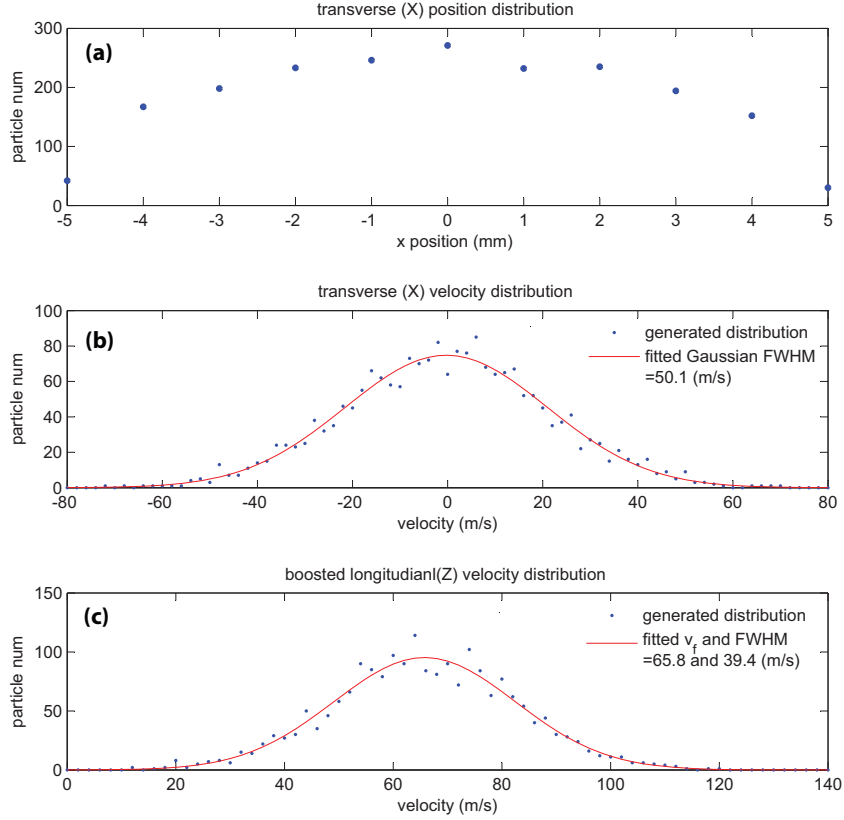 transverse (X) position distribution
(a)
300
200
100
0
particle num
-5 -4 -3 -2 -1 0 1 2 3 4 5
x position (mm)
transverse (X) velocity distribution
(b)
100
80
60
40
20
0
particle num
generated distribution
fitted Gaussian FWHM
=50.1 (m/s)
-80 -60 -40 -20 0 20 40 60 80
velocity (m/s)
boosted longitudianl(Z) velocity distribution
(c)
150
100
50
0
particle num
generated distribution
fitted v_f and FWHM
=65.8 and 39.4 (m/s)
0 20 40 60 80 100 120 140
velocity (m/s)